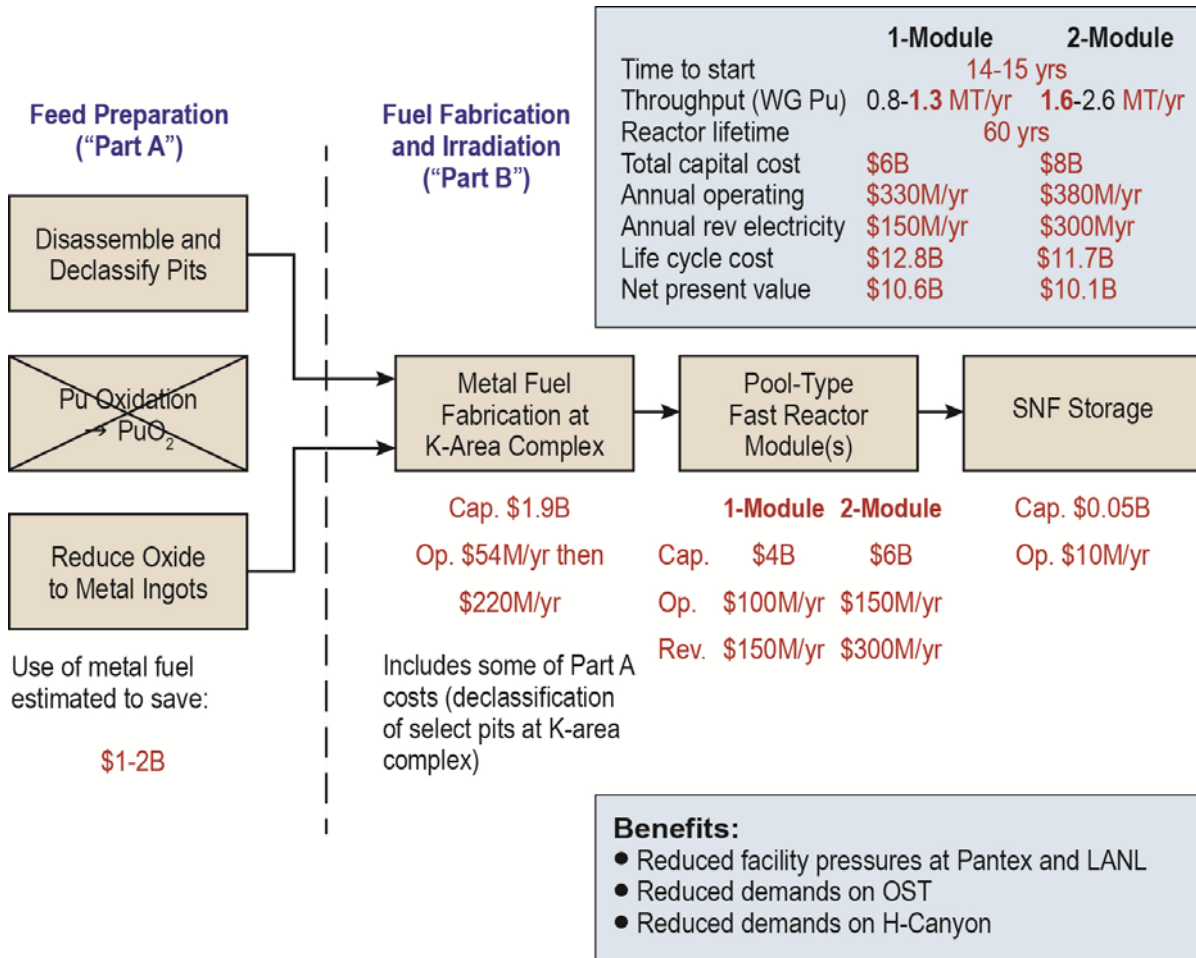 1-Module 2-Module
Time to start 14-15 yrs
Throughput (WG Pu) 0.8-1.3 MT/yr 1.6-2.6 MT/yr
Reactor lifetime 60 yrs
Total capital cost $6B $8B
Annual operating $330M/yr $380M/yr
Annual rev electricity $150M/yr $300Myr
Life cycle cost $12.8B $11.7B
Net present value $10.6B $10.1B
Feed Preparation
("Part A")
Fuel Fabrication
and Irradiation
("Part B")
Disassemble and
Declassify Pits
Pu Oxidation
→ PuO₂
Reduce Oxide
to Metal Ingots
Use of metal fuel
estimated to save:
$1-2B
Metal Fuel
Fabrication at
K-Area Complex
Cap. $1.9B
Op. $54M/yr then
$220M/yr
Includes some of Part A
costs (declassification
of select pits at K-area
complex)
Pool-Type
Fast Reactor
Module(s)
1-Module 2-Module
Cap. $4B $6B
Op. $100M/yr $150M/yr
Rev. $150M/yr $300M/yr
SNF Storage
Cap. $0.05B
Op. $10M/yr
Benefits:
● Reduced facility pressures at Pantex and LANL
● Reduced demands on OST
● Reduced demands on H-Canyon